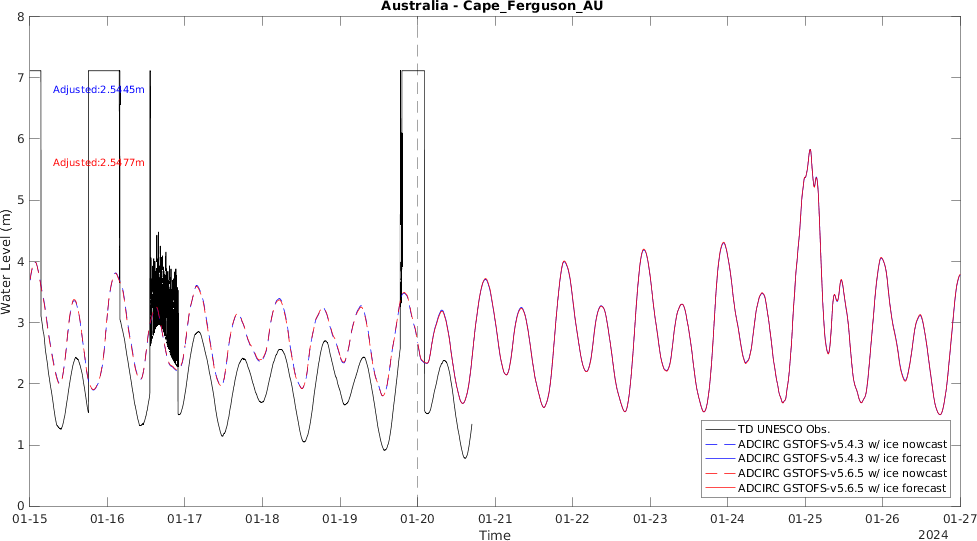 Australia - Cape_Ferguson_AU
8
7
6
5
4
3
2
1
0
Water Level (m)
Adjusted:2.5445m
Adjusted:2.5477m
TD UNESCO Obs.
ADCIRC GSTOFS-v5.4.3 w/ ice nowcast
ADCIRC GSTOFS-v5.4.3 w/ ice forecast
ADCIRC GSTOFS-v5.6.5 w/ ice nowcast
ADCIRC GSTOFS-v5.6.5 w/ ice forecast
01-15 01-16 01-17 01-18 01-19 01-20 01-21 01-22 01-23 01-24 01-25 01-26 01-27
Time
2024